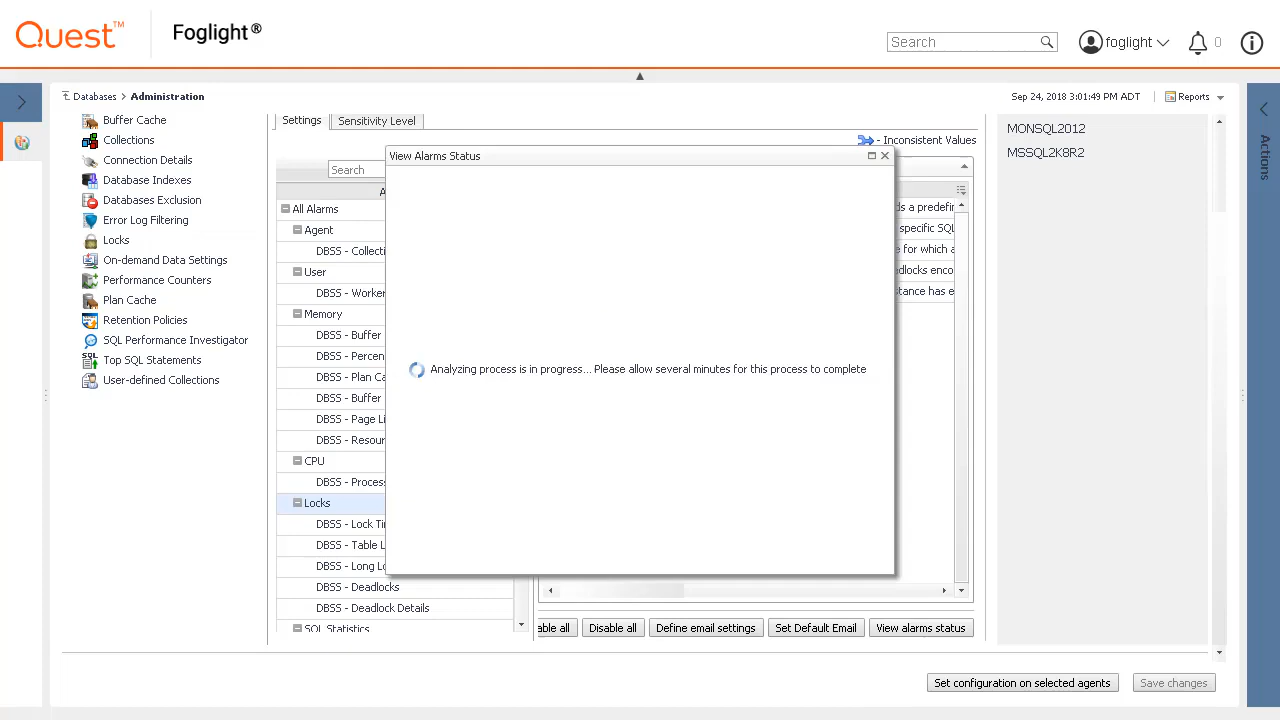 Quest™
Foglight®
Search
foglight
0
Databases > Administration
Sep 24, 2018 3:01:49 PM ADT
Reports
Buffer Cache
Collections
Connection Details
Database Indexes
Databases Exclusion
Error Log Filtering
Locks
On-demand Data Settings
Performance Counters
Plan Cache
Retention Policies
SQL Performance Investigator
Top SQL Statements
User-defined Collections
Settings
Sensitivity Level
- Inconsistent Values
Search
A
All Alarms
Agent
DBSS - Collecti
User
DBSS - Worker
Memory
DBSS - Buffer
DBSS - Percen
DBSS - Plan Ca
DBSS - Buffer
DBSS - Page Li
DBSS - Resour
CPU
DBSS - Process
Locks
DBSS - Lock Ti
DBSS - Table L
DBSS - Long Lo
DBSS - Deadlocks
DBSS - Deadlock Details
SQL Statistics
View Alarms Status
Analyzing process is in progress... Please allow several minutes for this process to complete
ds a predefin
specific SQL
e for which a
dlocks enco
stance has e
able all
Disable all
Define email settings
Set Default Email
View alarms status
MONSQL2012
MSSQL2K8R2
Actions
Set configuration on selected agents
Save changes